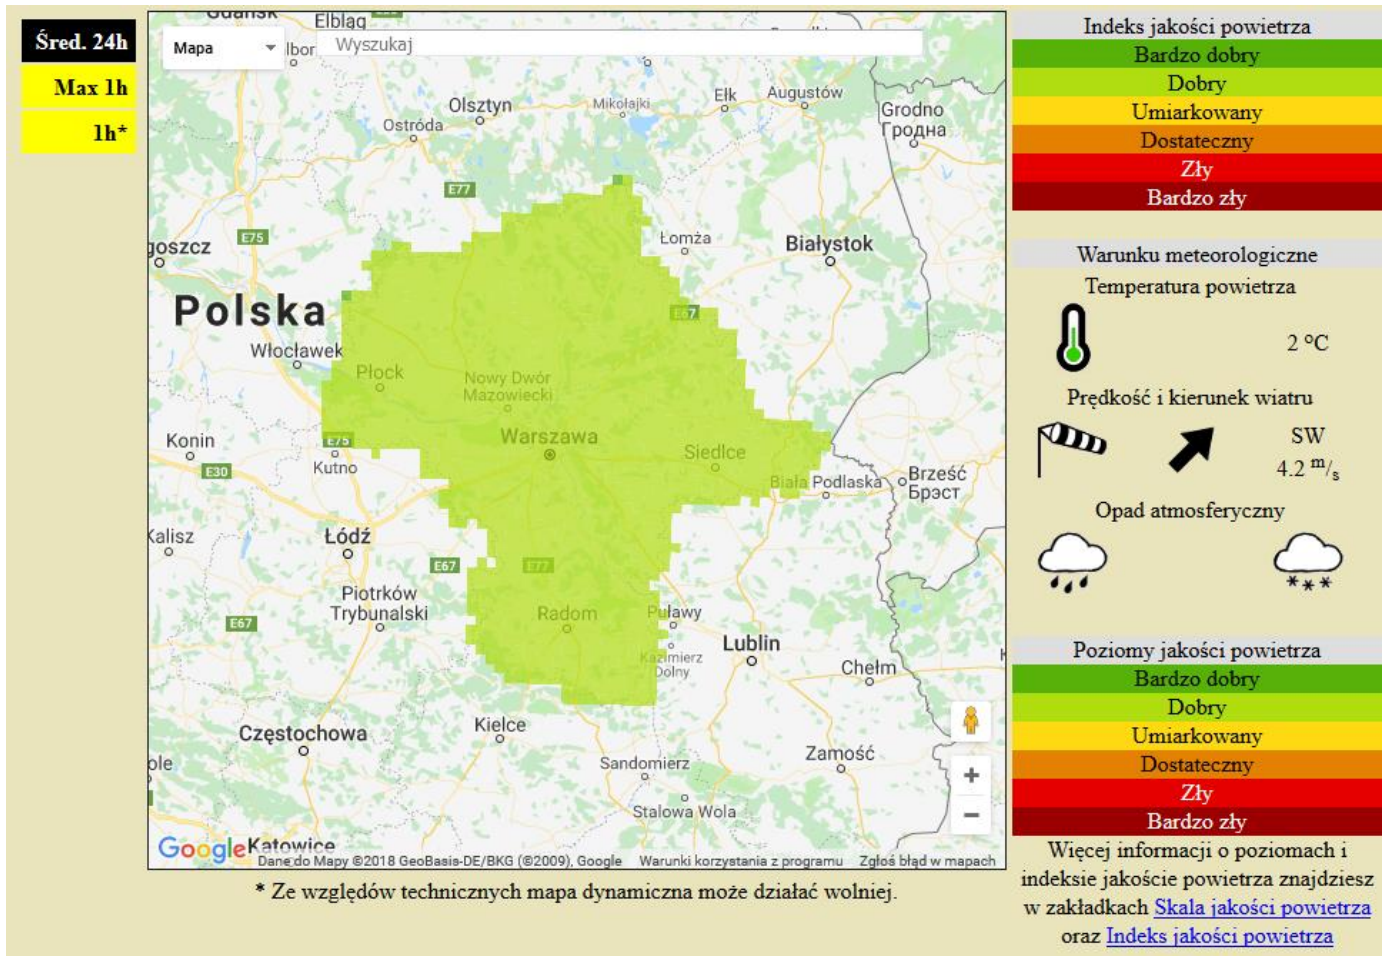 Śred. 24h
Max 1h
1h*
Gdańsk
Elbląg
Mapa
Wyszukaj
lbor
Olsztyn
Mikołajki
Ełk
Augustów
Ostróda
Grodno
Гродна
E77
goszcz
E75
Łomża
Białystok
Polska
E67
Włocławek
Płock
Nowy Dwór
Mazowiecki
Konin
E75
Warszawa
Siedlce
Kutno
E30
Biała Podlaska
Brześć
Брэст
Kalisz
Łódź
E67
E77
Piotrków
Trybunalski
Radom
Puławy
E67
Lublin
Kazimierz
Dolny
Chełm
Kielce
Częstochowa
Zamość
ole
Sandomierz
+
Stalowa Wola
−
Google
Katowice
Dane do Mapy ©2018 GeoBasis-DE/BKG (©2009), Google Warunki korzystania z programu Zgłoś błąd w mapach
* Ze względów technicznych mapa dynamiczna może działać wolniej.
Indeks jakości powietrza
Bardzo dobry
Dobry
Umiarkowany
Dostateczny
Zły
Bardzo zły
Warunku meteorologiczne
Temperatura powietrza
2 °C
Prędkość i kierunek wiatru
SW
4.2 m/s
Opad atmosferyczny
Poziomy jakości powietrza
Bardzo dobry
Dobry
Umiarkowany
Dostateczny
Zły
Bardzo zły
Więcej informacji o poziomach i
indeksie jakoście powietrza znajdziesz
w zakładkach Skala jakości powietrza
oraz Indeks jakości powietrza